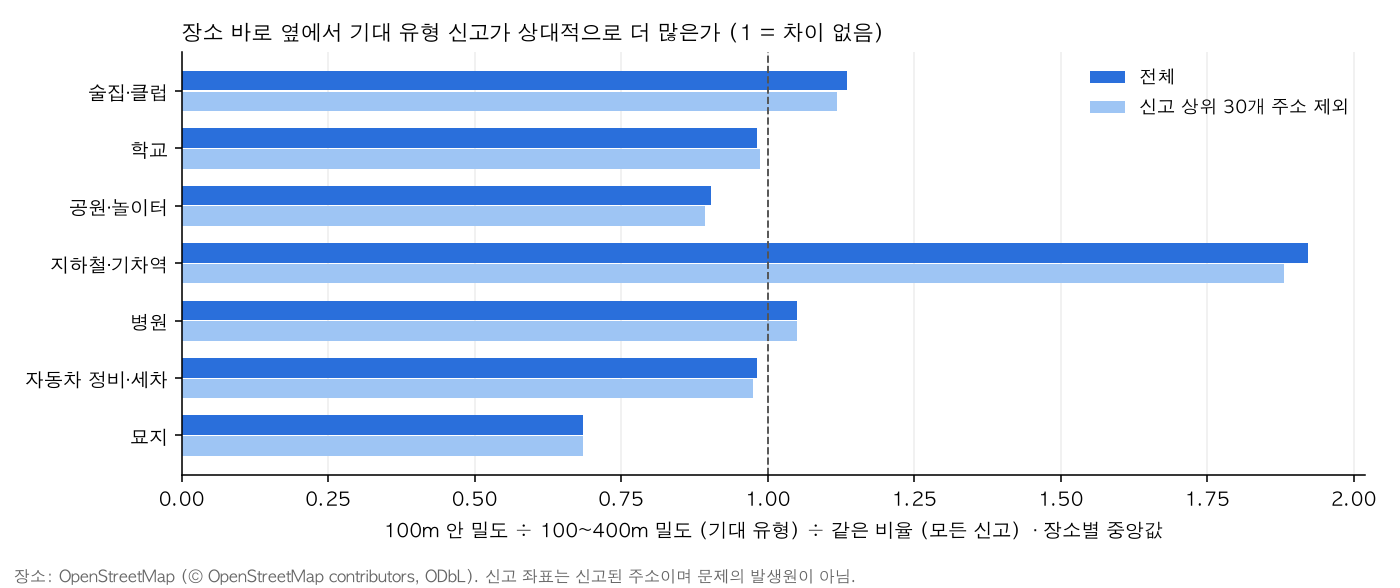 장소 바로 옆에서 기대 유형 신고가 상대적으로 더 많은가 (1 = 차이 없음)
전체
신고 상위 30개 주소 제외
술집·클럽
학교
공원·놀이터
지하철·기차역
병원
자동차 정비·세차
묘지
0.00 0.25 0.50 0.75 1.00 1.25 1.50 1.75 2.00
100m 안 밀도 ÷ 100~400m 밀도 (기대 유형) ÷ 같은 비율 (모든 신고) · 장소별 중앙값
장소: OpenStreetMap (© OpenStreetMap contributors, ODbL). 신고 좌표는 신고된 주소이며 문제의 발생원이 아님.